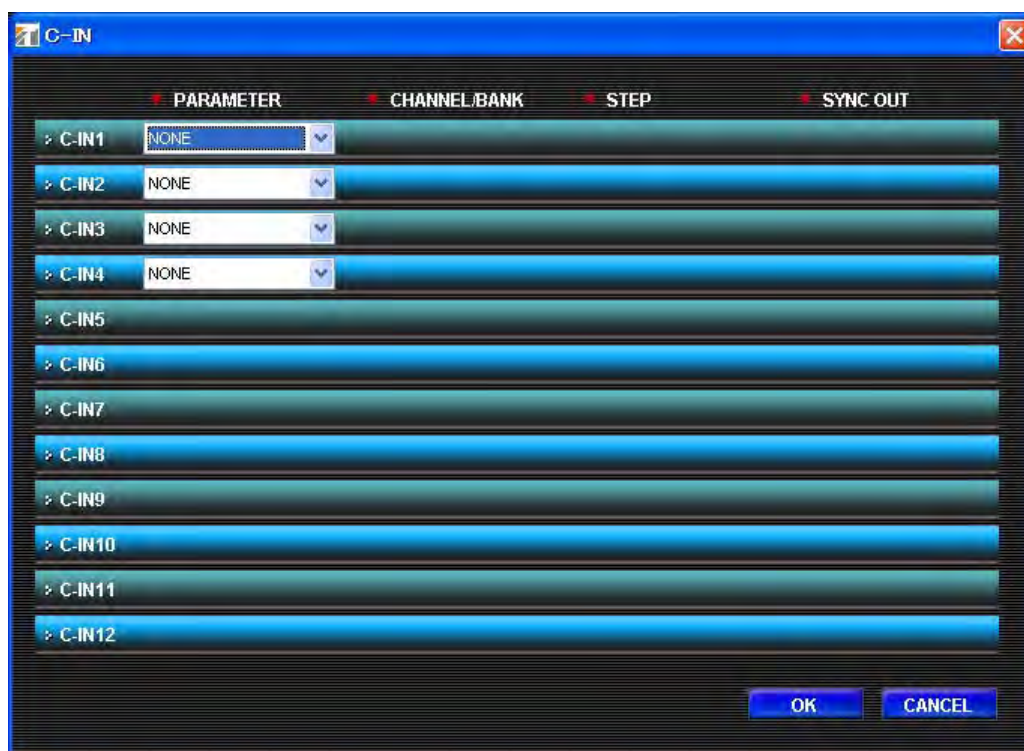 C-IN
PARAMETER CHANNEL/BANK STEP SYNC OUT
C-IN1 NONE
C-IN2 NONE
C-IN3 NONE
C-IN4 NONE
C-IN5
C-IN6
C-IN7
C-IN8
C-IN9
C-IN10
C-IN11
C-IN12
OK CANCEL